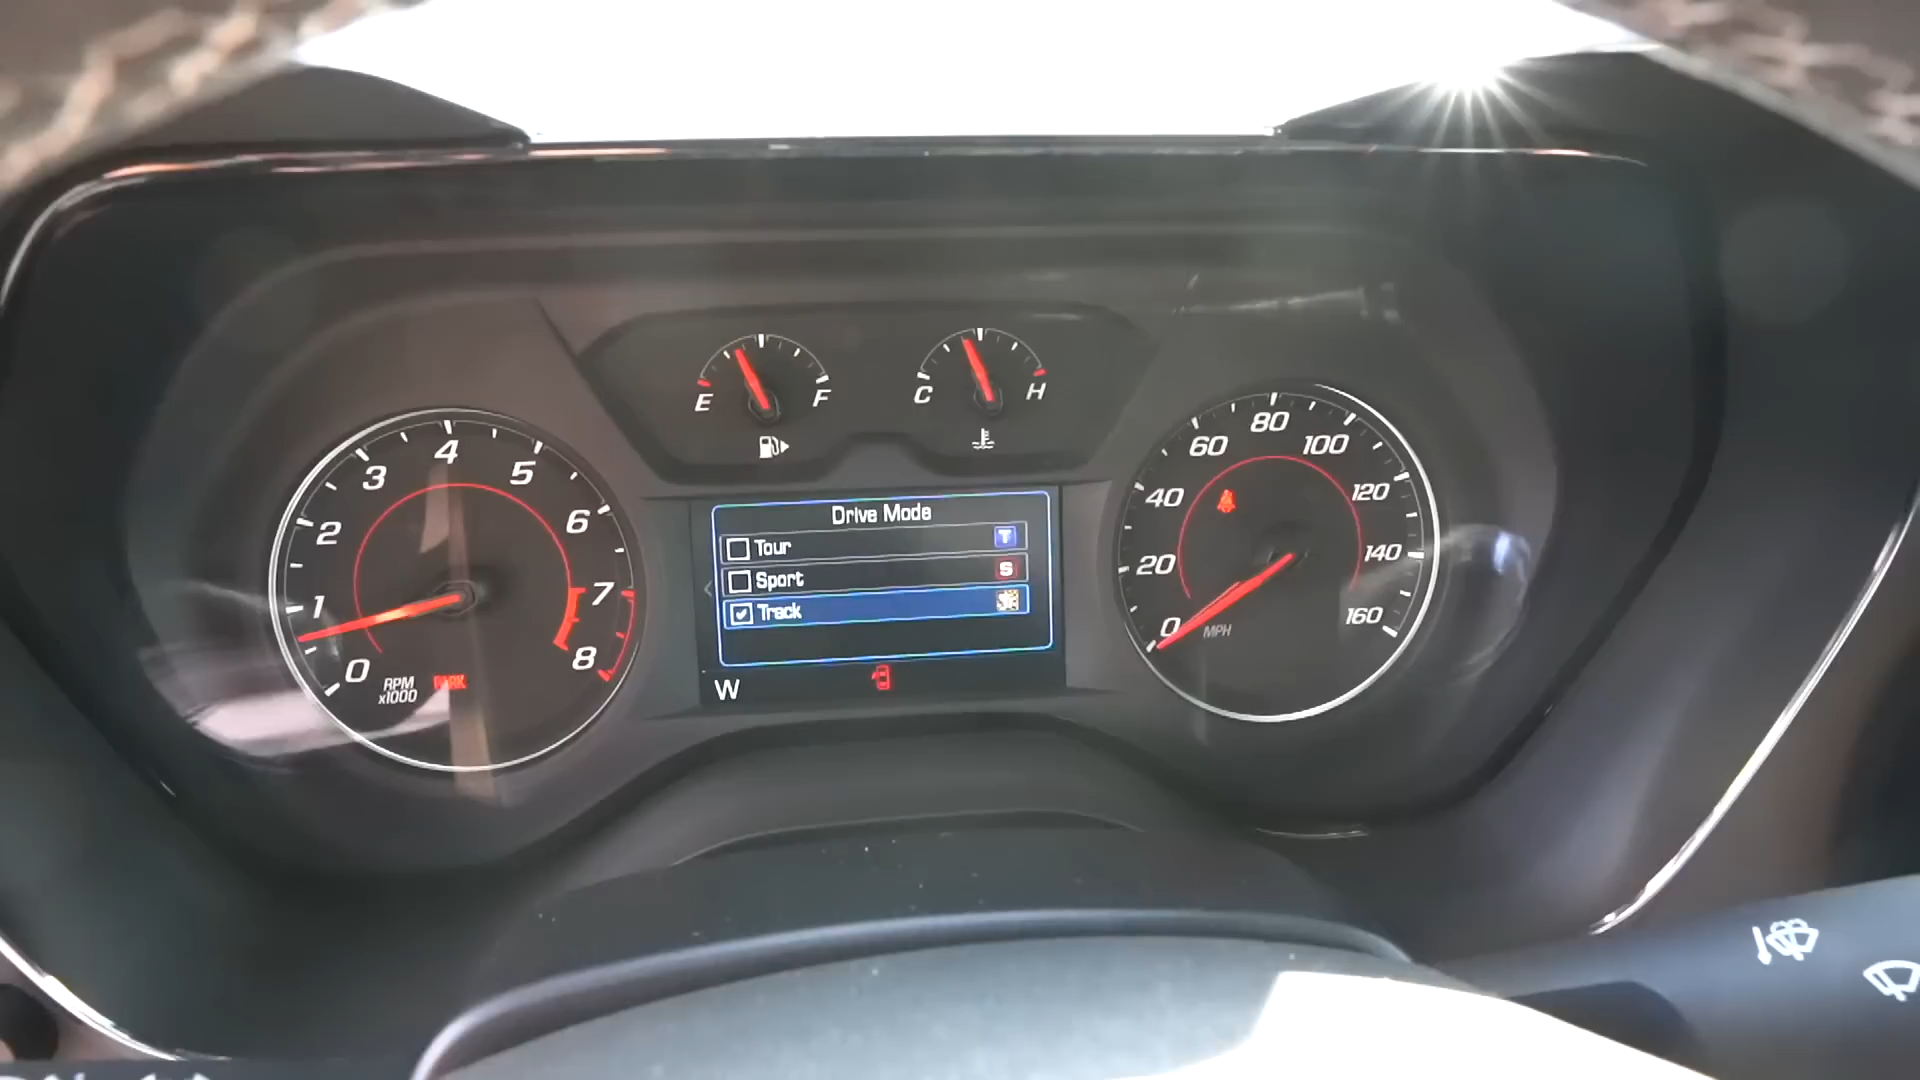 E F
C H
0 1 2 3 4 5 6 7 8
RPM
x1000
PARK
Drive Mode
Tour T
Sport S
Track
W
0 20 40 60 80 100 120 140 160
MPH